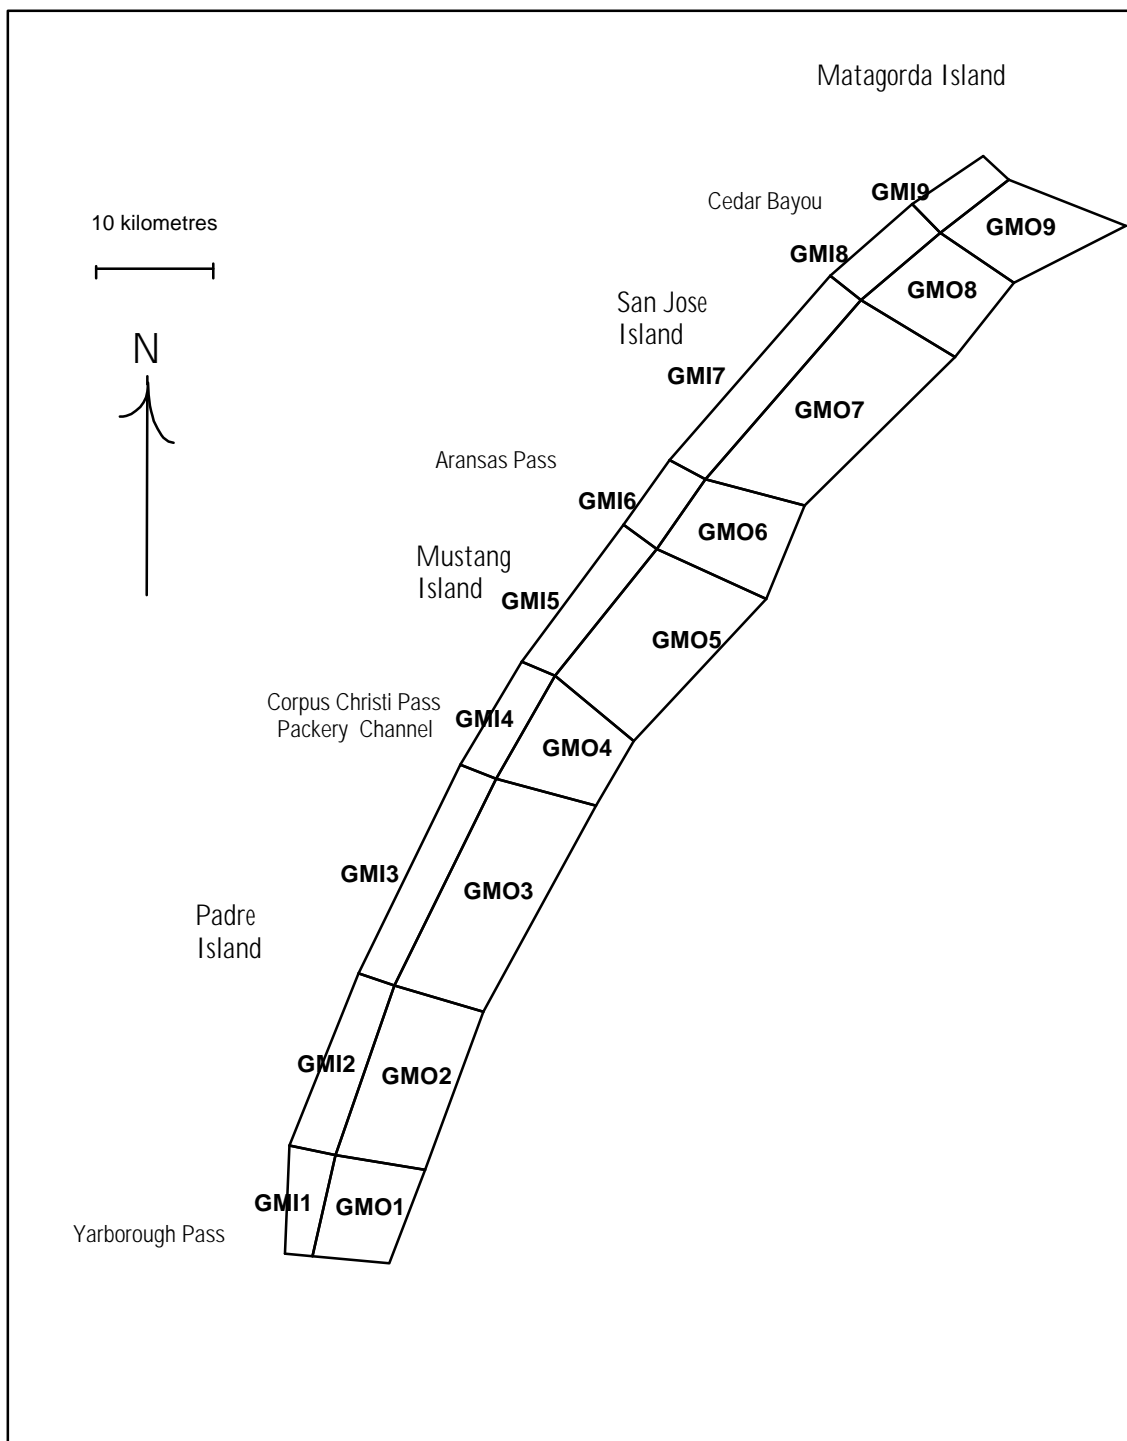 Matagorda Island
GMI9
Cedar Bayou
10 kilometres
GMO9
GMI8
GMO8
San Jose
Island
N
GMI7
GMO7
Aransas Pass
GMI6
GMO6
Mustang
Island
GMI5
GMO5
Corpus Christi Pass
Packery Channel
GMI4
GMO4
GMI3
GMO3
Padre
Island
GMI2
GMO2
GMI1
GMO1
Yarborough Pass